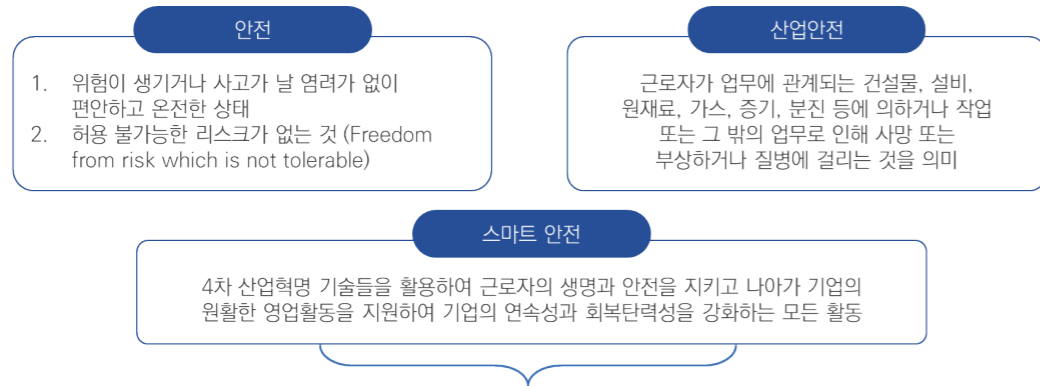 안전
1. 위험이 생기거나 사고가 날 염려가 없이
편안하고 온전한 상태
2. 허용 불가능한 리스크가 없는 것 (Freedom
from risk which is not tolerable)
산업안전
근로자가 업무에 관계되는 건설물, 설비,
원재료, 가스, 증기, 분진 등에 의하거나 작업
또는 그 밖의 업무로 인해 사망 또는
부상하거나 질병에 걸리는 것을 의미
스마트 안전
4차 산업혁명 기술들을 활용하여 근로자의 생명과 안전을 지키고 나아가 기업의
원활한 영업활동을 지원하여 기업의 연속성과 회복탄력성을 강화하는 모든 활동